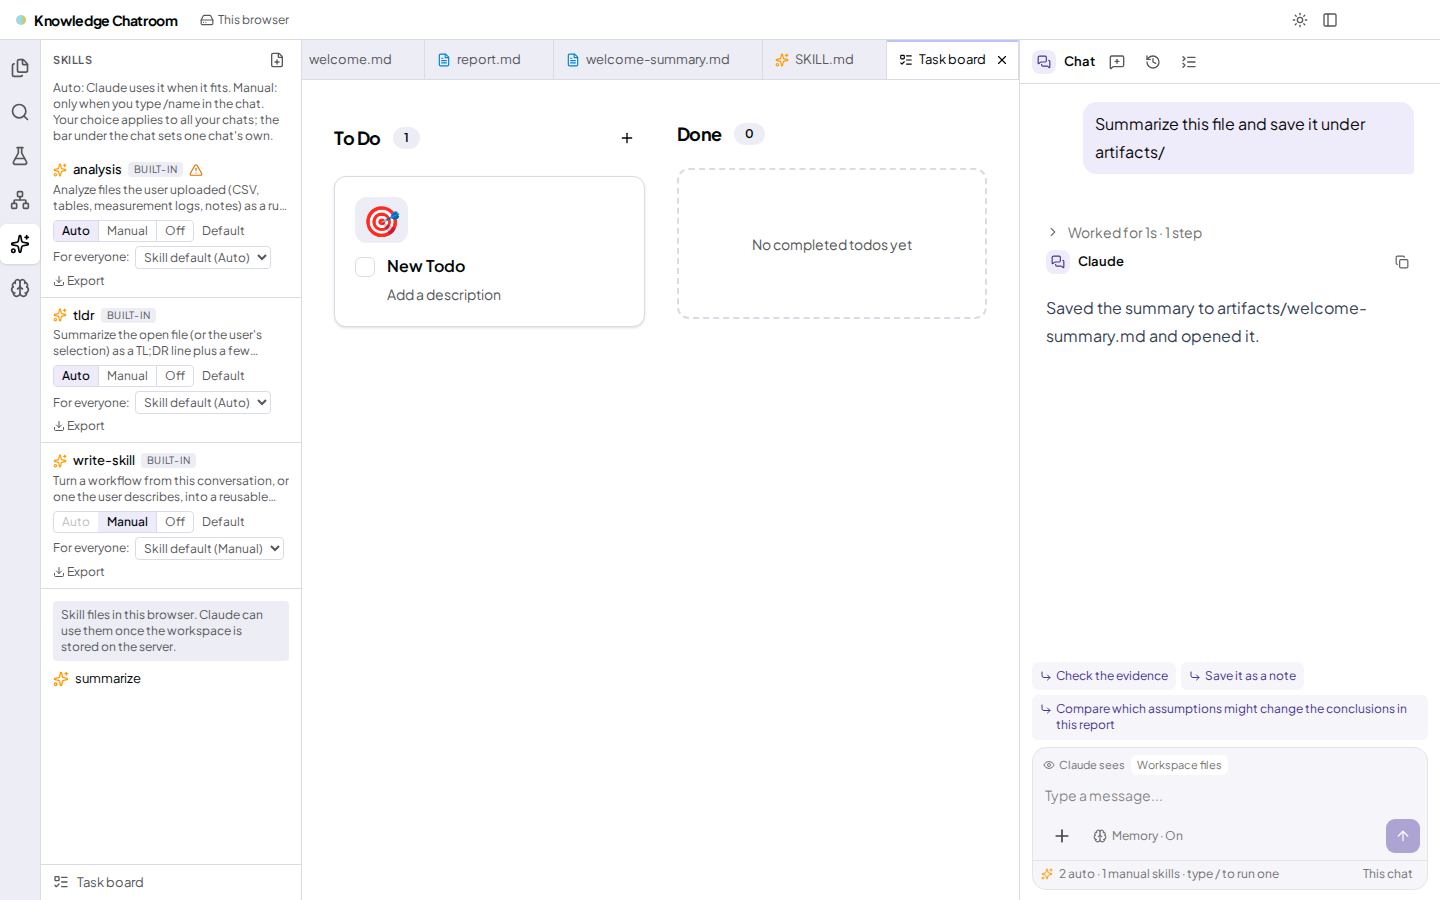 Knowledge Chatroom
This browser
SKILLS
Auto: Claude uses it when it fits. Manual:
only when you type /name in the chat.
Your choice applies to all your chats; the
bar under the chat sets one chat's own.
analysis BUILT-IN
Analyze files the user uploaded (CSV,
tables, measurement logs, notes) as a ru…
Auto Manual Off Default
For everyone: Skill default (Auto)
Export
tldr BUILT-IN
Summarize the open file (or the user's
selection) as a TL;DR line plus a few…
Auto Manual Off Default
For everyone: Skill default (Auto)
Export
write-skill BUILT-IN
Turn a workflow from this conversation, or
one the user describes, into a reusable…
Auto Manual Off Default
For everyone: Skill default (Manual)
Export
Skill files in this browser. Claude can
use them once the workspace is
stored on the server.
summarize
Task board
welcome.md
report.md
welcome-summary.md
SKILL.md
Task board
To Do 1
New Todo
Add a description
Done 0
No completed todos yet
Chat
Summarize this file and save it under
artifacts/
Worked for 1s · 1 step
Claude
Saved the summary to artifacts/welcome-
summary.md and opened it.
Check the evidence
Save it as a note
Compare which assumptions might change the conclusions in
this report
Claude sees Workspace files
Type a message...
Memory · On
2 auto · 1 manual skills · type / to run one
This chat